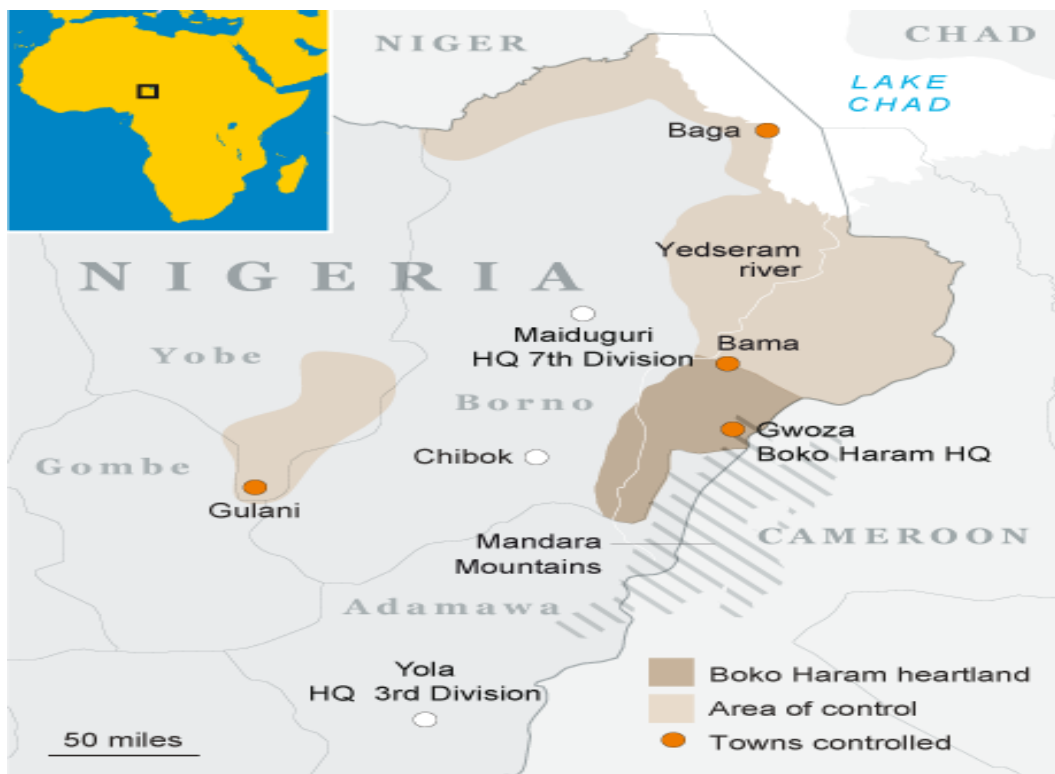 NIGER
CHAD
LAKE
CHAD
Baga
Yedseram
river
NIGERIA
Maiduguri
HQ 7th Division
Bama
Yobe
Borno
Gwoza
Boko Haram HQ
Chibok
Gombe
Gulani
Mandara
Mountains
CAMEROON
Adamawa
Yola
HQ 3rd Division
Boko Haram heartland
Area of control
Towns controlled
50 miles